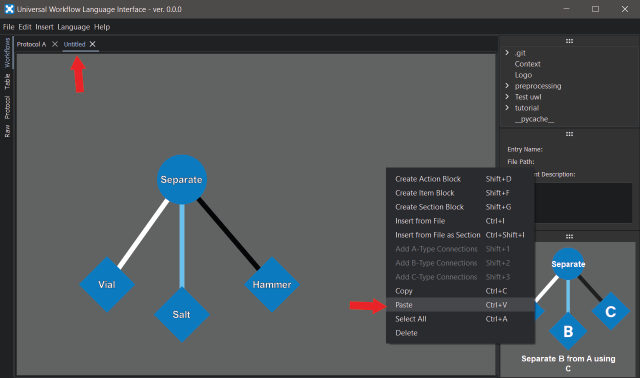 Universal Workflow Language Interface - ver. 0.0.0
File Edit Insert Language Help
Protocol A
Untitled
Workflows
Table
Protocol
Raw
Separate
Vial
Salt
Hammer
Create Action Block Shift+D
Create Item Block Shift+F
Create Section Block Shift+G
Insert from File Ctrl+I
Insert from File as Section Ctrl+Shift+I
Add A-Type Connections Shift+1
Add B-Type Connections Shift+2
Add C-Type Connections Shift+3
Copy Ctrl+C
Paste Ctrl+V
Select All Ctrl+A
Delete
.git
Context
Logo
preprocessing
Test uwl
tutorial
__pycache__
Entry Name:
File Path:
Description:
Separate
B
C
Separate B from A using
C